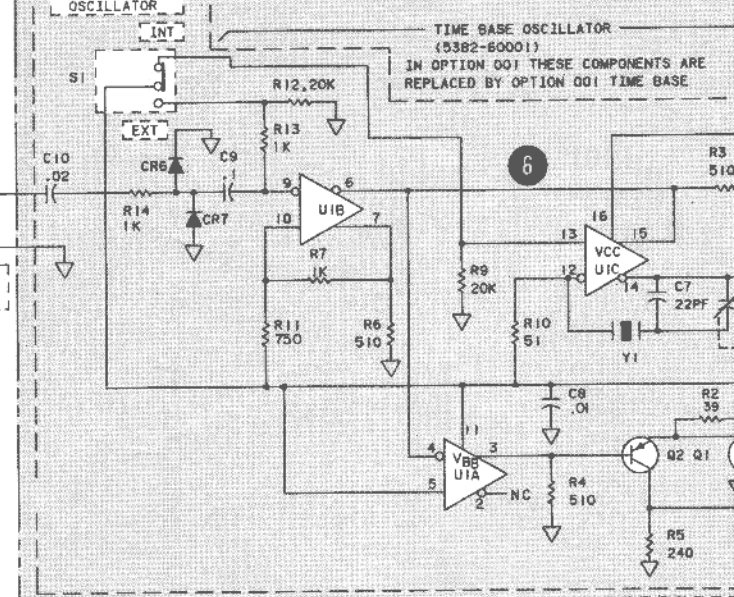 OSCILLATOR
INT
TIME BASE OSCILLATOR
(5382-60001)
IN OPTION 001 THESE COMPONENTS ARE
REPLACED BY OPTION 001 TIME BASE
S1
R12,20K
EXT
R13
1K
C10
.02
CR6
C9
.1
6
R3
510
R14
1K
CR7
9
6
U1B
10
7
16
13
15
VCC
U1C
12
14
R7
1K
R9
20K
C7
22PF
R11
750
R6
510
R10
51
Y1
C8
.01
R2
39
11
4
3
VBB
U1A
5
2
NC
Q2 Q1
R4
510
R5
240